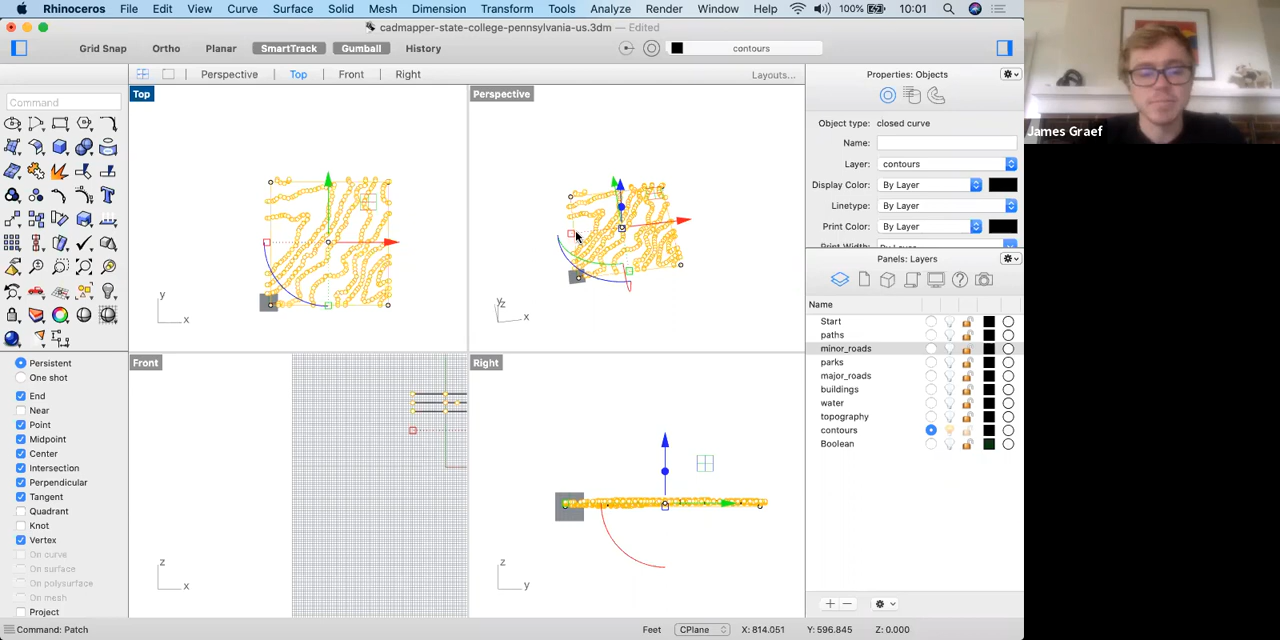 Rhinoceros File Edit View Curve Surface Solid Mesh Dimension Transform Tools Analyze Render Window Help 100% 10:01
cadmapper-state-college-pennsylvania-us.3dm — Edited
Grid Snap Ortho Planar SmartTrack Gumball History contours
Perspective Top Front Right Layouts...
Properties: Objects
Command
Top
Perspective
Object type: closed curve
Name:
Layer: contours
Display Color: By Layer
Linetype: By Layer
Print Color: By Layer
Print Width: By Layer
Panels: Layers
Name
Start
paths
minor_roads
parks
major_roads
buildings
water
topography
contours
Boolean
y
x
y
z
x
Front
Right
z
x
z
y
Persistent
One shot
End
Near
Point
Midpoint
Center
Intersection
Perpendicular
Tangent
Quadrant
Knot
Vertex
On curve
On surface
On polysurface
On mesh
Project
Command: Patch
Feet CPlane X: 814.051 Y: 596.845 Z: 0.000
James Graef